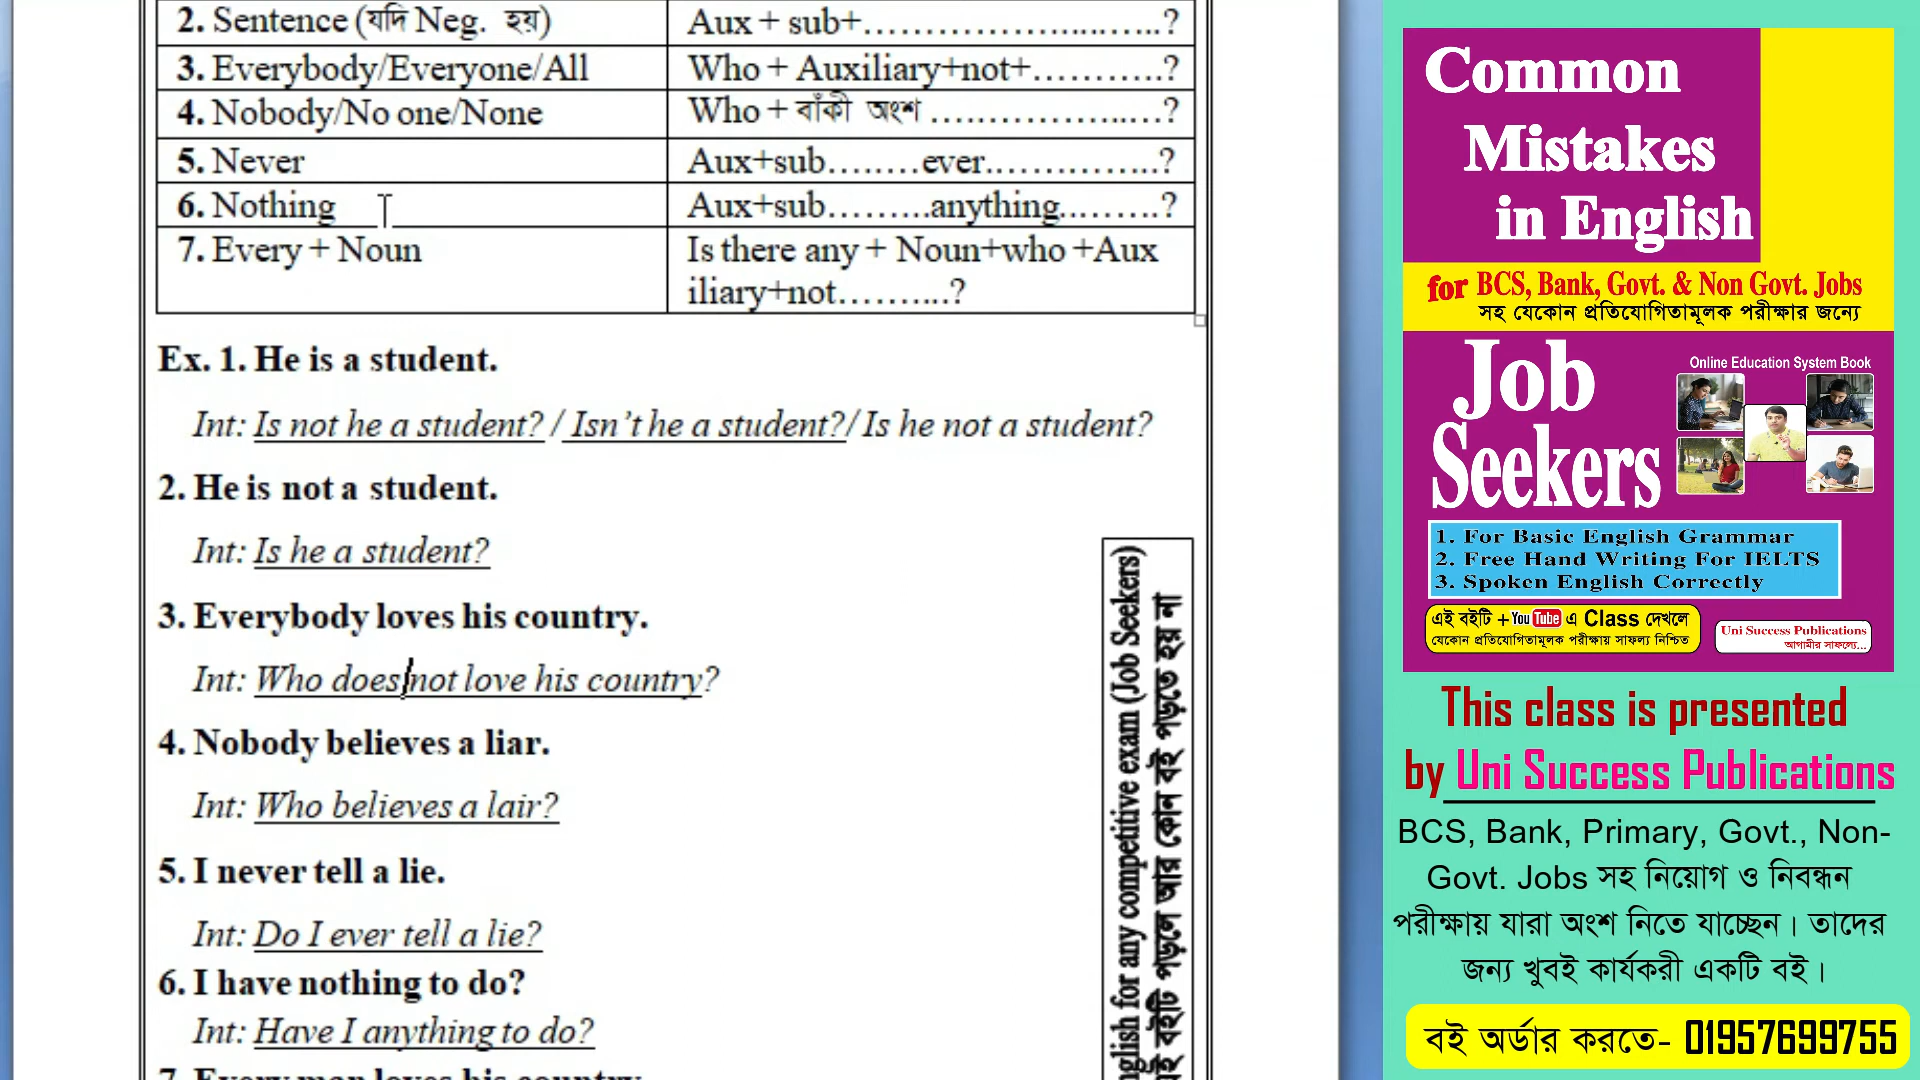 2. Sentence (যদি Neg. হয়) Aux + sub+……………….....…...?
3. Everybody/Everyone/All Who + Auxiliary+not+………..?
4. Nobody/No one/None Who + বাঁকী অংশ …..………...…?
5. Never Aux+sub……..ever.…………...?
6. Nothing Aux+sub……...anything...…….?
7. Every + Noun Is there any + Noun+who +Aux
iliary+not……....?
Ex. 1. He is a student.
Int: Is not he a student? / Isn't he a student?/ Is he not a student?
2. He is not a student.
Int: Is he a student?
3. Everybody loves his country.
Int: Who does not love his country?
4. Nobody believes a liar.
Int: Who believes a lair?
5. I never tell a lie.
Int: Do I ever tell a lie?
6. I have nothing to do?
Int: Have I anything to do?
7. Every man loves his country.
nglish for any competitive exam (Job Seekers)
ই বইটি পড়লে আর কোন বই পড়তে হয় না
Common
Mistakes
in English
for BCS, Bank, Govt. & Non Govt. Jobs
সহ যেকোন প্রতিযোগিতামূলক পরীক্ষার জন্যে
Job
Seekers
Online Education System Book
1. For Basic English Grammar
2. Free Hand Writing For IELTS
3. Spoken English Correctly
এই বইটি + YouTube এ Class দেখলে
যেকোন প্রতিযোগিতামূলক পরীক্ষায় সাফল্য নিশ্চিত
Uni Success Publications
আগামীর সাফল্যে...
This class is presented
by Uni Success Publications
BCS, Bank, Primary, Govt., Non-
Govt. Jobs সহ নিয়োগ ও নিবন্ধন
পরীক্ষায় যারা অংশ নিতে যাচ্ছেন। তাদের
জন্য খুবই কার্যকরী একটি বই।
বই অর্ডার করতে- 01957699755